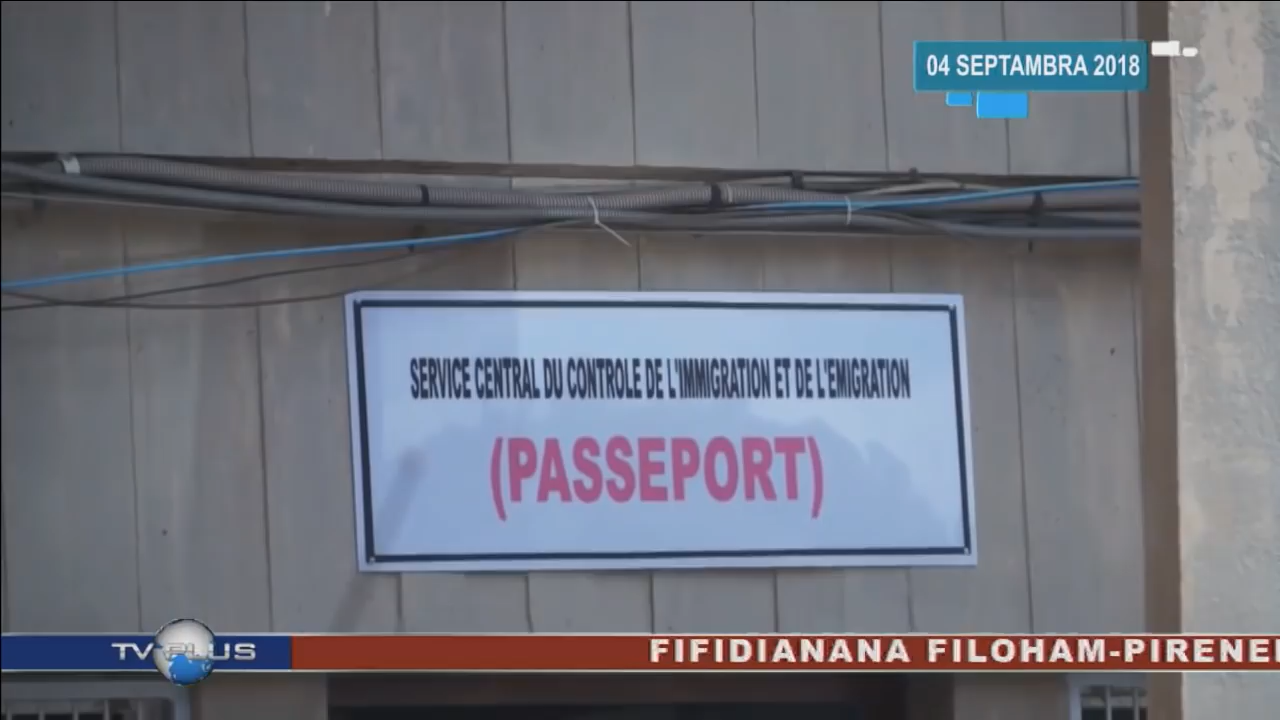 04 SEPTAMBRA 2018
SERVICE CENTRAL DU CONTROLE DE L'IMMIGRATION ET DE L'EMIGRATION
(PASSEPORT)
TV PLUS
FIFIDIANANA FILOHAM-PIRENE